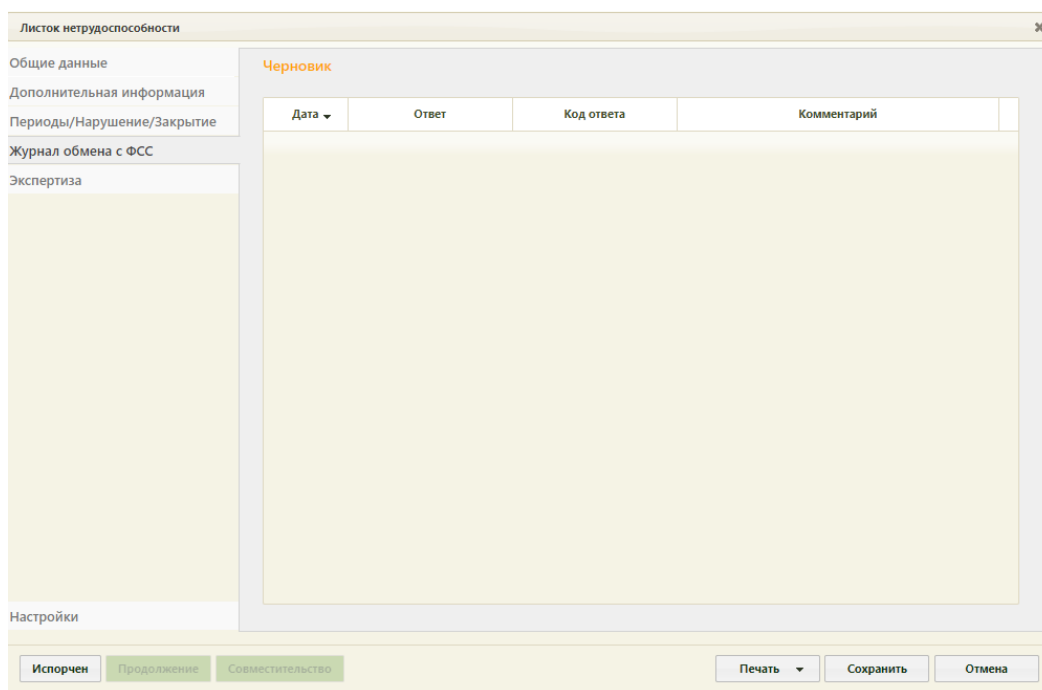 Листок нетрудоспособности
Общие данные
Дополнительная информация
Периоды/Нарушение/Закрытие
Журнал обмена с ФСС
Экспертиза
Настройки
Черновик
Дата Ответ Код ответа Комментарий
Испорчен Продолжение Совместительство Печать Сохранить Отмена